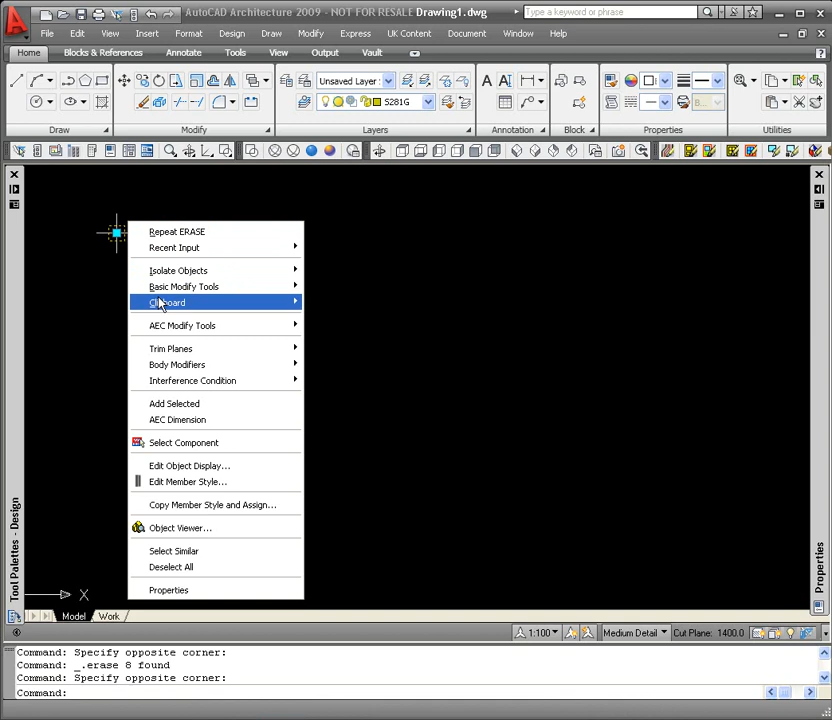 AutoCAD Architecture 2009 - NOT FOR RESALE Drawing1.dwg
Type a keyword or phrase
File Edit View Insert Format Design Draw Modify Express UK Content Document Window Help
Home Blocks & References Annotate Tools View Output Vault
Unsaved Layer
S281G
B...
Draw Modify Layers Annotation Block Properties Utilities
Repeat ERASE
Recent Input
Isolate Objects
Basic Modify Tools
Clipboard
AEC Modify Tools
Trim Planes
Body Modifiers
Interference Condition
Add Selected
AEC Dimension
Select Component
Edit Object Display...
Edit Member Style...
Copy Member Style and Assign...
Object Viewer...
Select Similar
Deselect All
Properties
Tool Palettes - Design
Properties
X
Model Work
1:100 Medium Detail Cut Plane: 1400.0
Command: Specify opposite corner:
Command: _.erase 8 found
Command: Specify opposite corner:
Command: